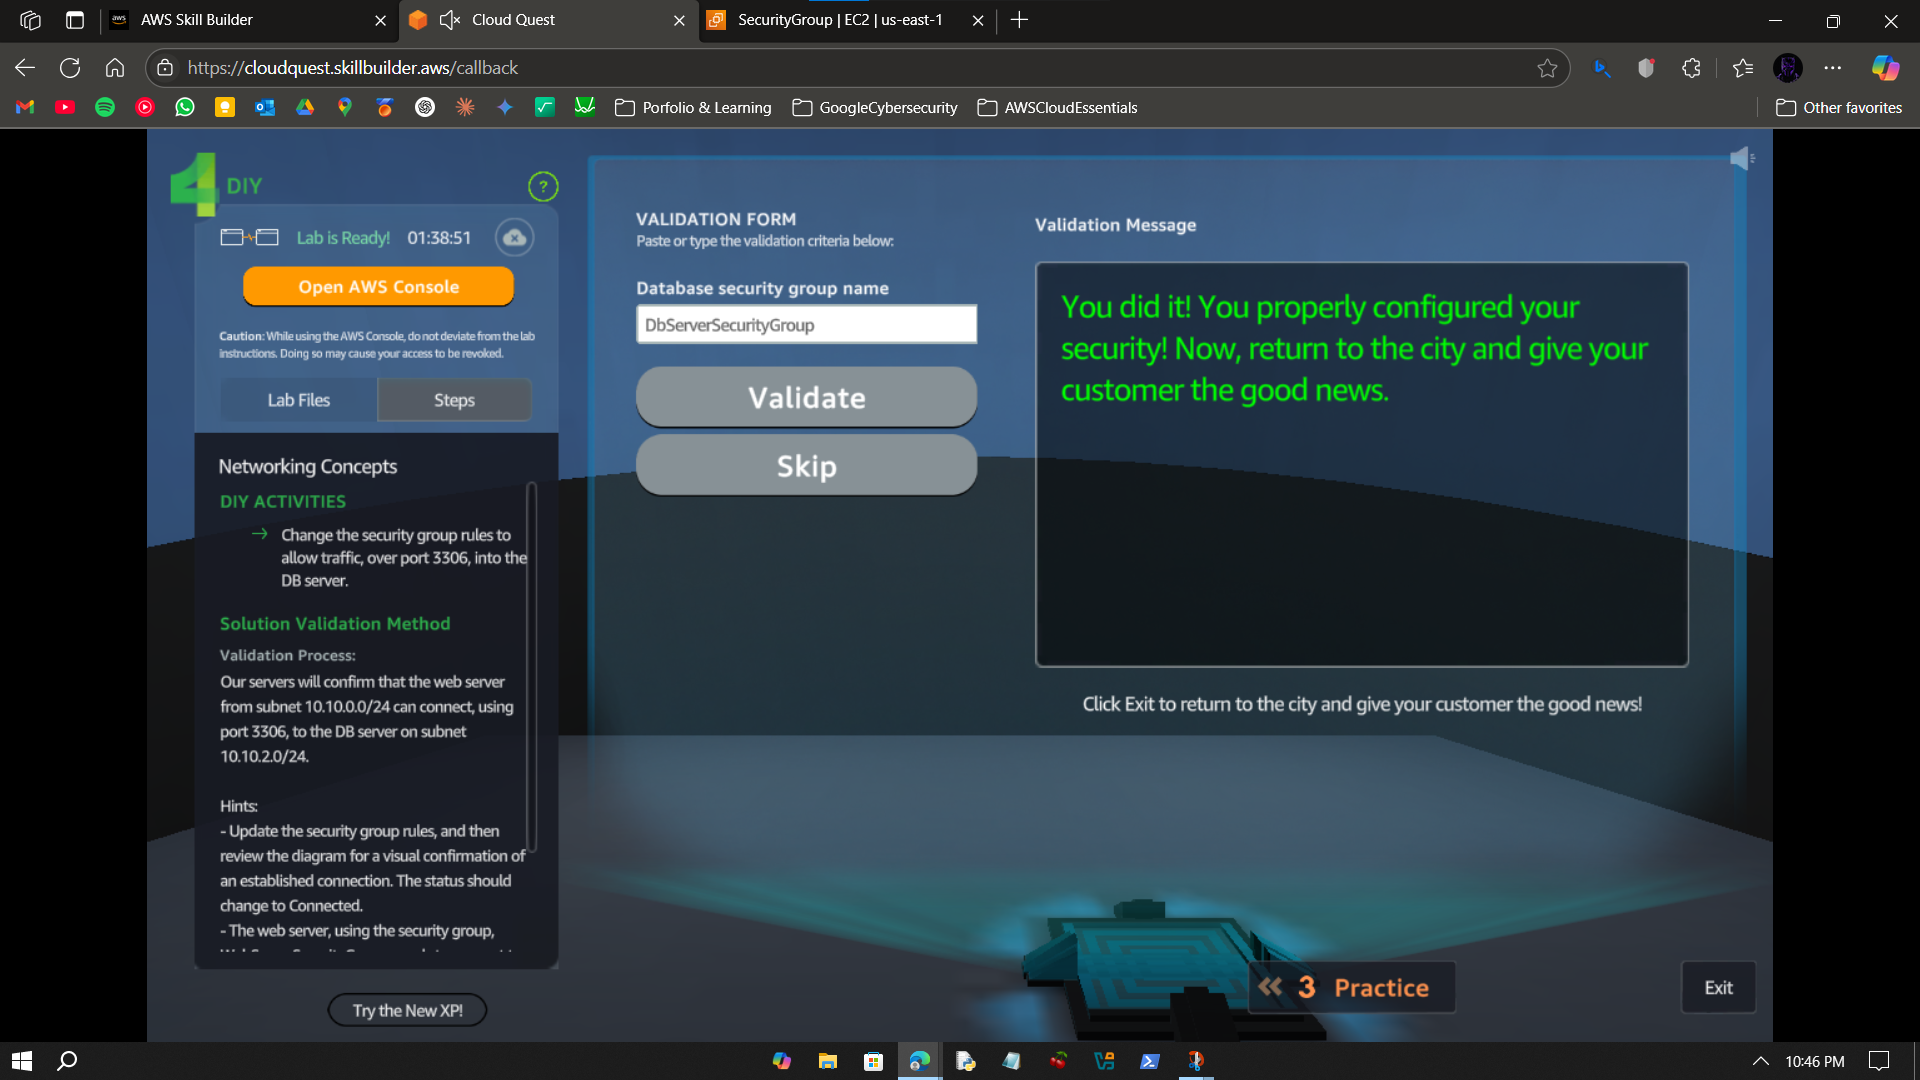 aws
AWS Skill Builder
Cloud Quest
SecurityGroup | EC2 | us-east-1
https://cloudquest.skillbuilder.aws/callback
Porfolio & Learning
GoogleCybersecurity
AWSCloudEssentials
Other favorites
4 DIY
?
Lab is Ready! 01:38:51
Open AWS Console
Caution: While using the AWS Console, do not deviate from the lab
instructions. Doing so may cause your access to be revoked.
Lab Files
Steps
Networking Concepts
DIY ACTIVITIES
→ Change the security group rules to
allow traffic, over port 3306, into the
DB server.
Solution Validation Method
Validation Process:
Our servers will confirm that the web server
from subnet 10.10.0.0/24 can connect, using
port 3306, to the DB server on subnet
10.10.2.0/24.
Hints:
- Update the security group rules, and then
review the diagram for a visual confirmation of
an established connection. The status should
change to Connected.
- The web server, using the security group,
Try the New XP!
VALIDATION FORM
Paste or type the validation criteria below:
Database security group name
DbServerSecurityGroup
Validate
Skip
Validation Message
You did it! You properly configured your
security! Now, return to the city and give your
customer the good news.
Click Exit to return to the city and give your customer the good news!
3 Practice
Exit
10:46 PM